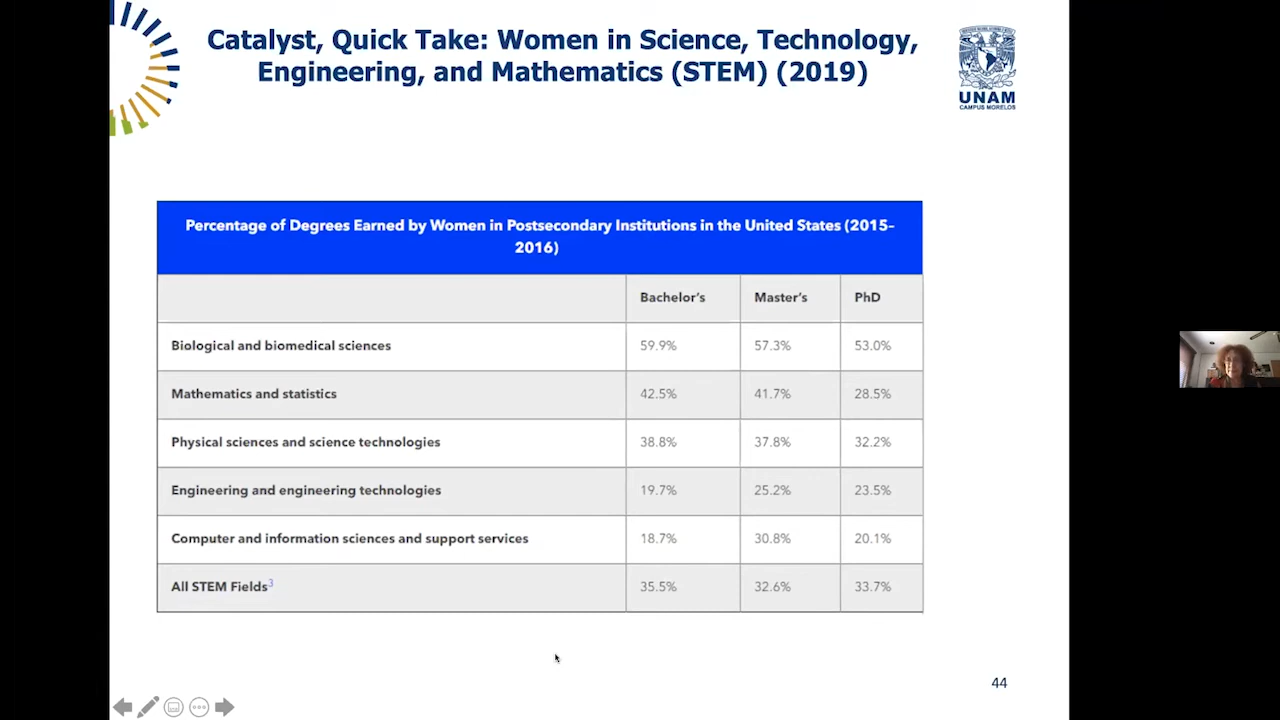 Catalyst, Quick Take: Women in Science, Technology,
Engineering, and Mathematics (STEM) (2019)
UNAM
CAMPUS MORELOS
Percentage of Degrees Earned by Women in Postsecondary Institutions in the United States (2015–
2016)
Bachelor's Master's PhD
Biological and biomedical sciences 59.9% 57.3% 53.0%
Mathematics and statistics 42.5% 41.7% 28.5%
Physical sciences and science technologies 38.8% 37.8% 32.2%
Engineering and engineering technologies 19.7% 25.2% 23.5%
Computer and information sciences and support services 18.7% 30.8% 20.1%
All STEM Fields3 35.5% 32.6% 33.7%
44